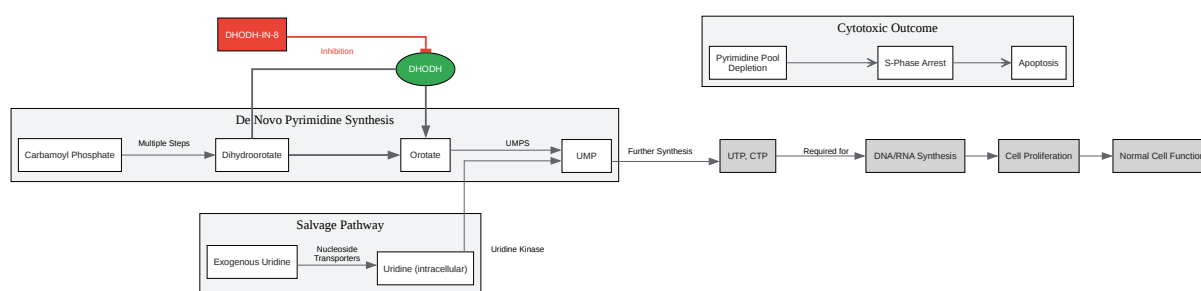 DHODH-IN-8
Inhibition
DHODH
Cytotoxic Outcome
Pyrimidine Pool
Depletion
S-Phase Arrest
Apoptosis
De Novo Pyrimidine Synthesis
Carbamoyl Phosphate
Multiple Steps
Dihydroorotate
Orotate
UMPS
UMP
Further Synthesis
UTP, CTP
Required for
DNA/RNA Synthesis
Cell Proliferation
Normal Cell Function
Salvage Pathway
Exogenous Uridine
Nucleoside
Transporters
Uridine (intracellular)
Uridine Kinase